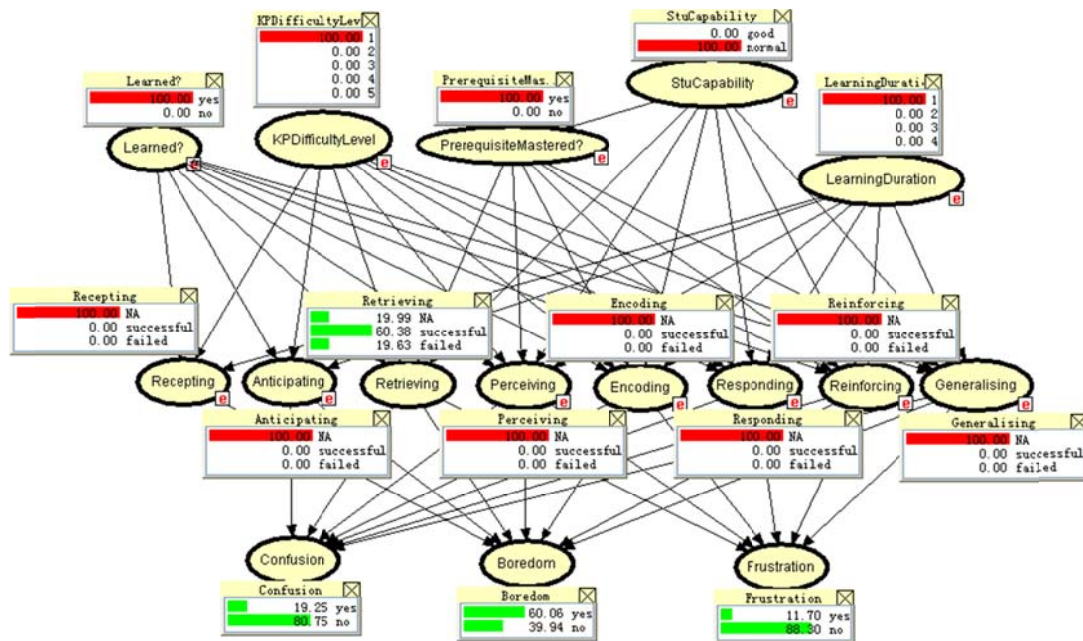 KPDifficultyLev
100.00 1
0.00 2
0.00 3
0.00 4
0.00 5
StuCapability
0.00 good
100.00 normal
Learned?
100.00 yes
0.00 no
PrerequisiteMas..
100.00 yes
0.00 no
LearningDurati
100.00 1
0.00 2
0.00 3
0.00 4
StuCapability
e
Learned?
e
KPDifficultyLevel
e
PrerequisiteMastered?
e
LearningDuration
e
Recepting
100.00 NA
0.00 successful
0.00 failed
Retrieving
19.99 NA
60.38 successful
19.63 failed
Encoding
100.00 NA
0.00 successful
0.00 failed
Reinforcing
100.00 NA
0.00 successful
0.00 failed
Recepting
e
Anticipating
e
Retrieving
Perceiving
e
Encoding
e
Responding
e
Reinforcing
e
Generalising
e
Anticipating
100.00 NA
0.00 successful
0.00 failed
Perceiving
100.00 NA
0.00 successful
0.00 failed
Responding
100.00 NA
0.00 successful
0.00 failed
Generalising
100.00 NA
0.00 successful
0.00 failed
Confusion
Boredom
Frustration
Confusion
19.25 yes
80.75 no
Boredom
60.06 yes
39.94 no
Frustration
11.70 yes
88.30 no